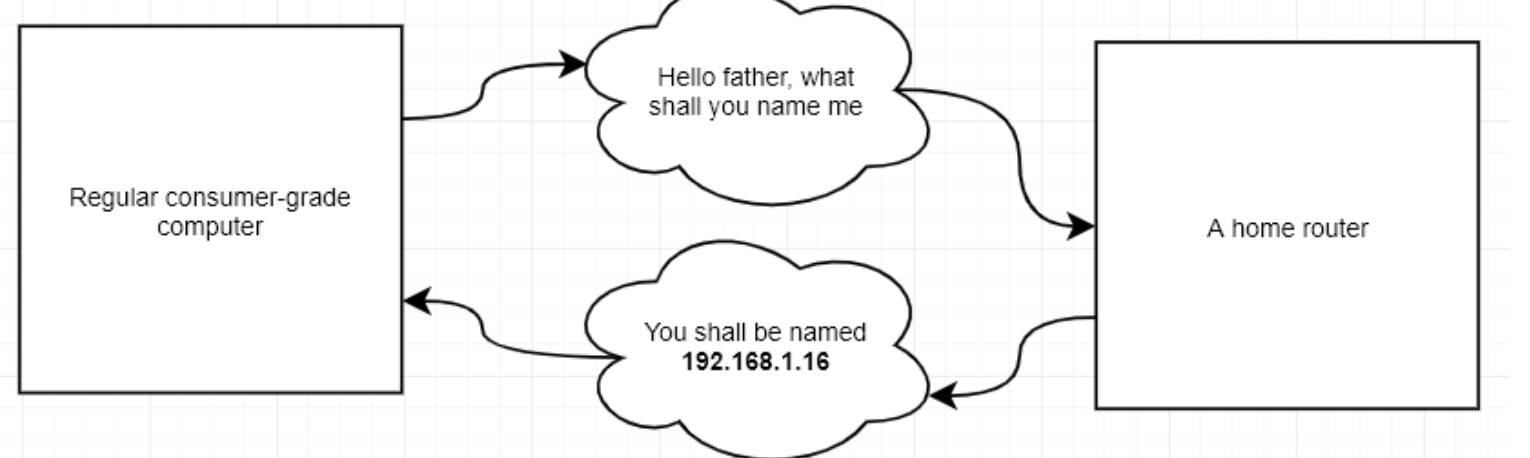 Regular consumer-grade
computer
Hello father, what
shall you name me
You shall be named
192.168.1.16
A home router